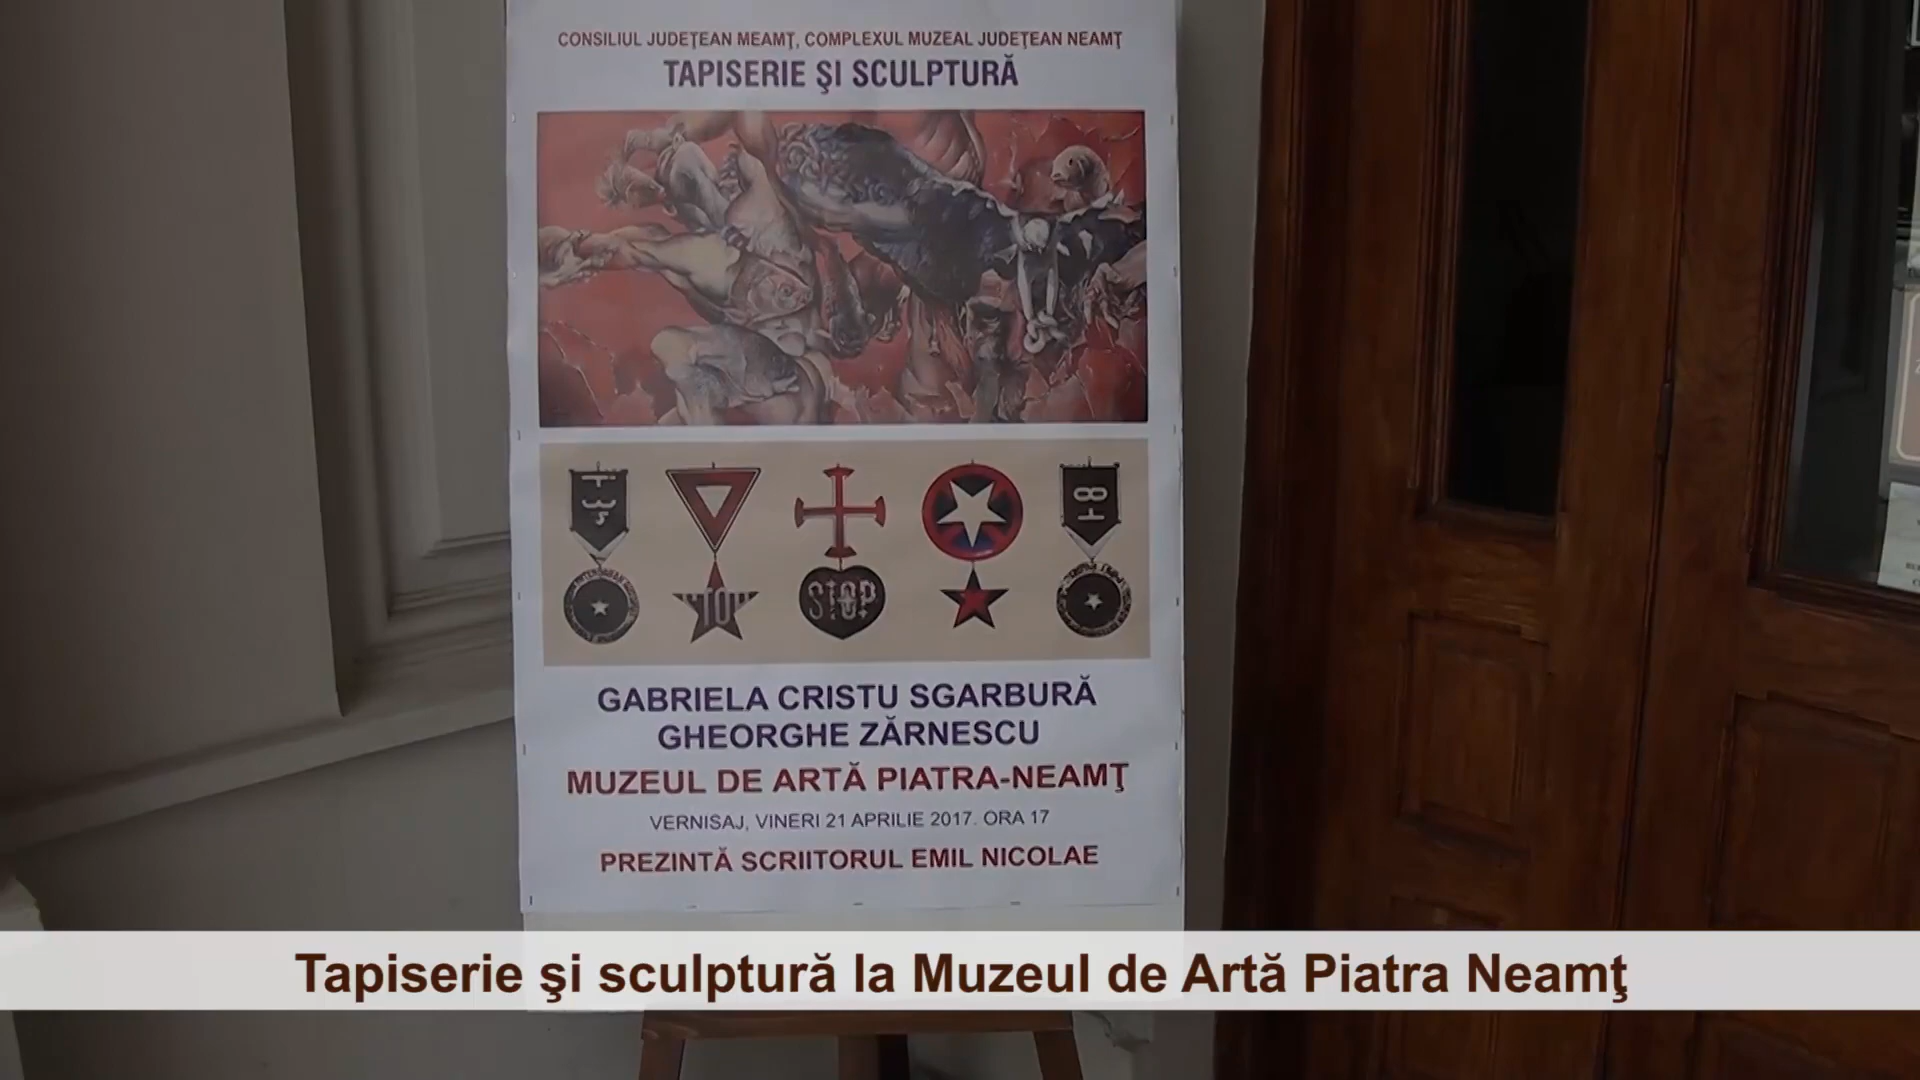 CONSILIUL JUDEŢEAN MEAMŢ, COMPLEXUL MUZEAL JUDEŢEAN NEAMŢ
TAPISERIE ŞI SCULPTURĂ
STOP
GABRIELA CRISTU SGARBURĂ
GHEORGHE ZĂRNESCU
MUZEUL DE ARTĂ PIATRA-NEAMŢ
VERNISAJ, VINERI 21 APRILIE 2017. ORA 17
PREZINTĂ SCRIITORUL EMIL NICOLAE
Tapiserie şi sculptură la Muzeul de Artă Piatra Neamţ